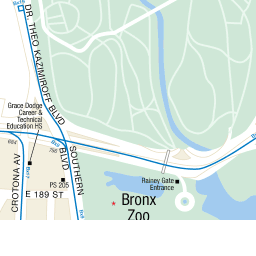 DR. THEO KAZIMIROFF BLVD
Grace Dodge
Career &
Technical
Education HS
CROTONA AV
SOUTHERN
BLVD
PS 205
E 189 ST
Rainey Gate
Entrance
Bronx
Zoo